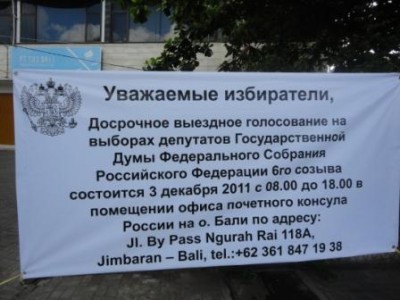 Уважаемые избиратели,
Досрочное выездное голосование на
выборах депутатов Государственной
Думы Федерального Собрания
Российской Федерации 6го созыва
состоится 3 декабря 2011 с 08.00 до 18.00 в
помещении офиса почетного консула
России на о. Бали по адресу:
Jl. By Pass Ngurah Rai 118A,
Jimbaran – Bali, tel.:+62 361 847 19 38